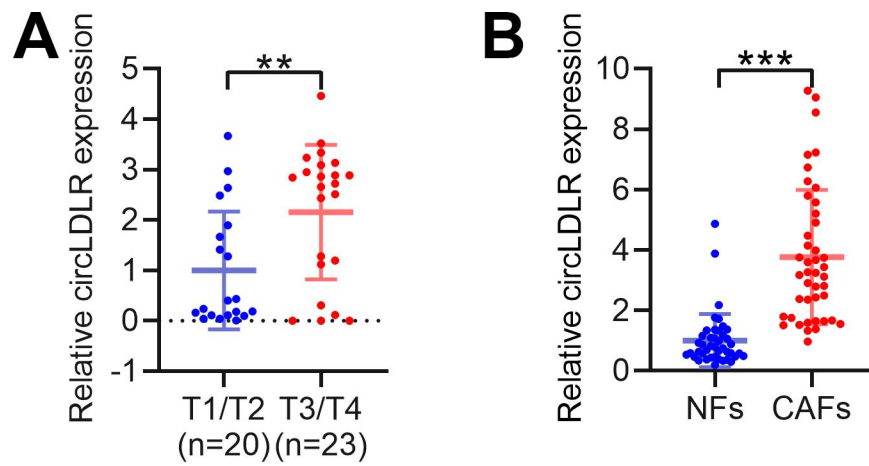 A
Relative circLDLR expression
5
4
3
2
1
0
-1
**
T1/T2
(n=20)
T3/T4
(n=23)
B
Relative circLDLR expression
10
8
6
4
2
0
***
NFs
CAFs